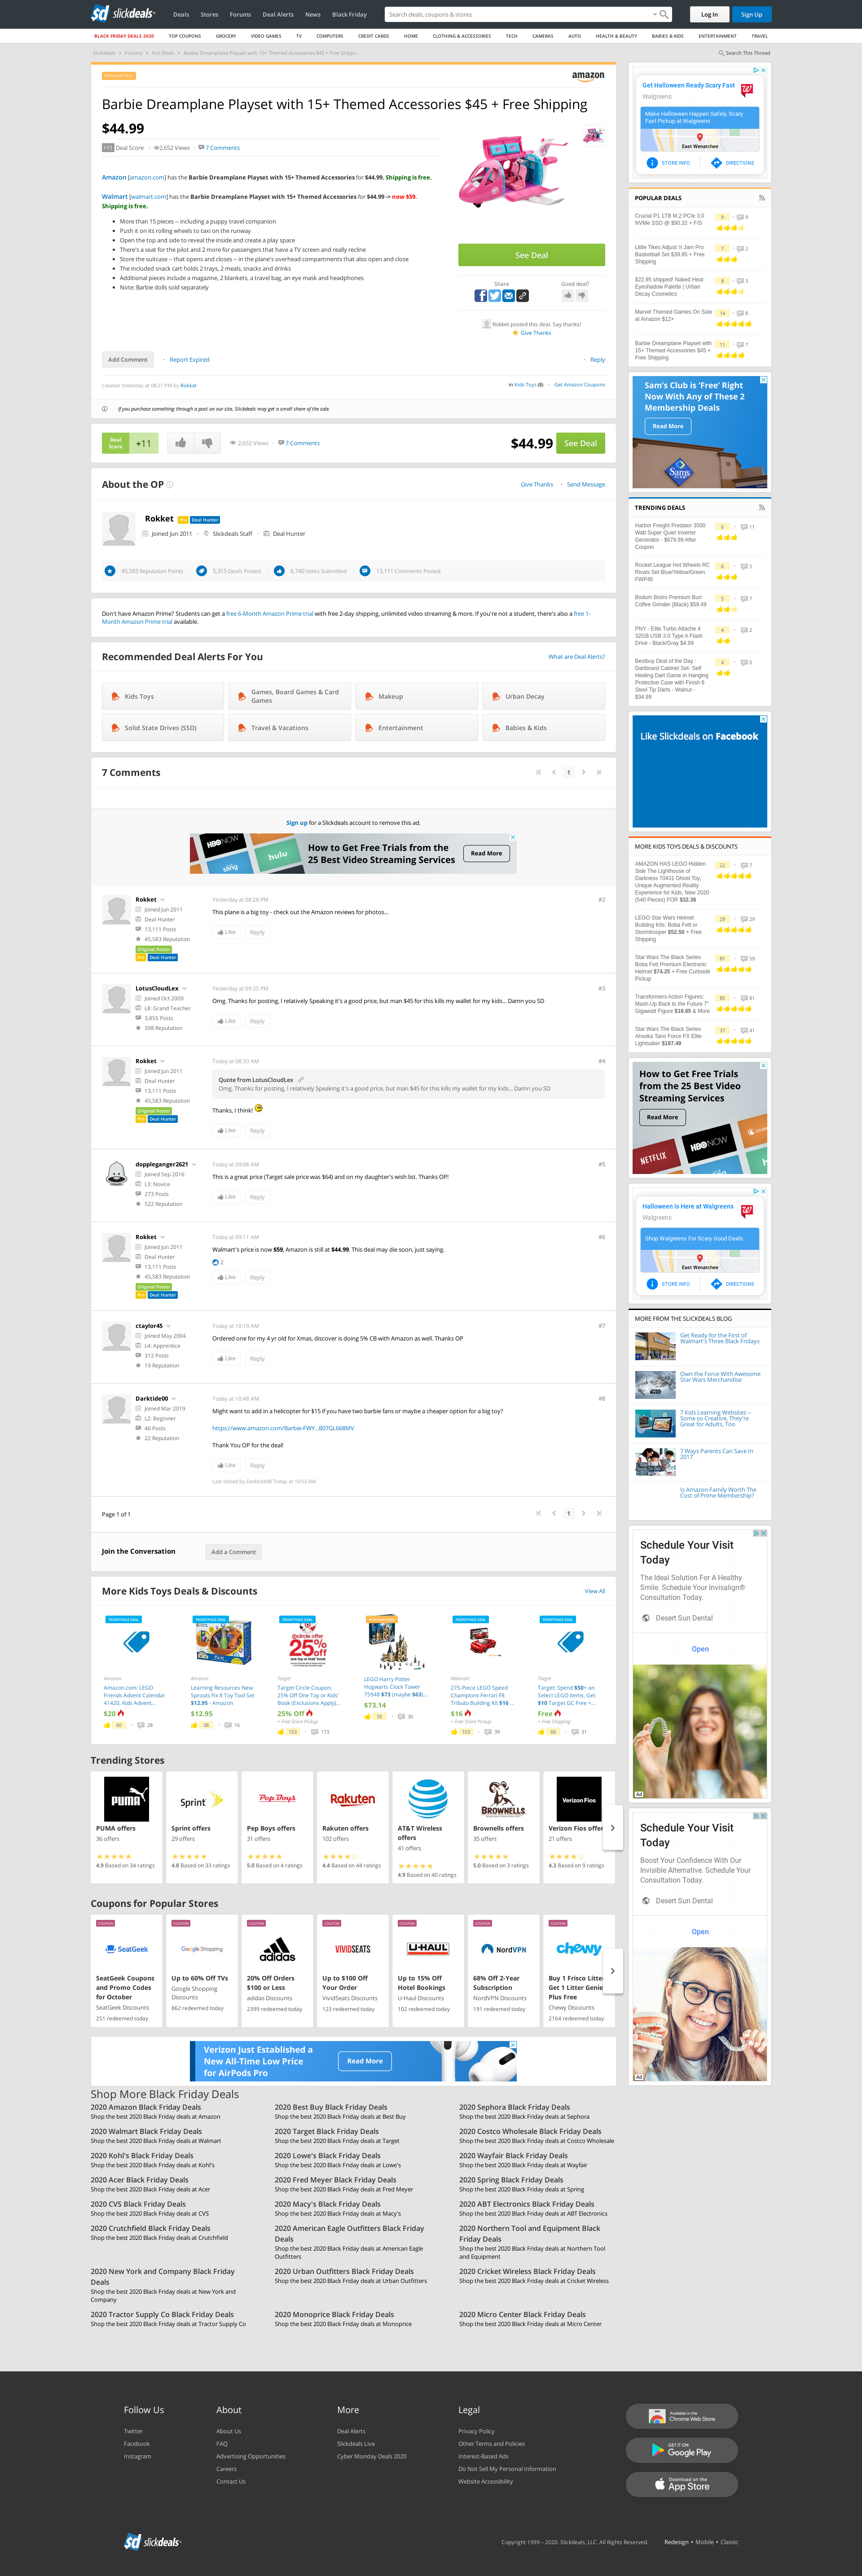 slickdeals
Deals
Stores
Forums
Deal Alerts
News
Black Friday
Search deals, coupons & stores
Log In
Sign Up
BLACK FRIDAY DEALS 2020
TOP COUPONS
GROCERY
VIDEO GAMES
TV
COMPUTERS
CREDIT CARDS
HOME
CLOTHING & ACCESSORIES
TECH
CAMERAS
AUTO
HEALTH & BEAUTY
BABIES & KIDS
ENTERTAINMENT
TRAVEL
Slickdeals > Forums > Hot Deals > Barbie Dreamplane Playset with 15+ Themed Accessories $45 + Free Shippi...
Search This Thread
POPULAR DEAL
amazon
Barbie Dreamplane Playset with 15+ Themed Accessories $45 + Free Shipping
$44.99
+11 Deal Score
2,652 Views
7 Comments
Amazon [amazon.com] has the Barbie Dreamplane Playset with 15+ Themed Accessories for $44.99. Shipping is free.
Walmart [walmart.com] has the Barbie Dreamplane Playset with 15+ Themed Accessories for $44.99 -> now $59.
Shipping is free.
More than 15 pieces -- including a puppy travel companion
Push it on its rolling wheels to taxi on the runway
Open the top and side to reveal the inside and create a play space
There's a seat for the pilot and 2 more for passengers that have a TV screen and really recline
Store the suitcase -- that opens and closes -- in the plane's overhead compartments that also open and close
The included snack cart holds 2 trays, 2 meals, snacks and drinks
Additional pieces include a magazine, 2 blankets, a travel bag, an eye mask and headphones
Note: Barbie dolls sold separately
See Deal
Share
Good deal?
Rokket posted this deal. Say thanks!
Give Thanks
Add Comment
Report Expired
Reply
Created Yesterday at 08:21 PM by Rokket
in Kids Toys (8)
Get Amazon Coupons
If you purchase something through a post on our site, Slickdeals may get a small share of the sale.
Deal Score
+11
2,652 Views
7 Comments
$44.99
See Deal
About the OP
Give Thanks
Send Message
Rokket
Pro
Deal Hunter
Joined Jun 2011
Slickdeals Staff
Deal Hunter
45,583 Reputation Points
5,315 Deals Posted
6,740 Votes Submitted
13,111 Comments Posted
Don't have Amazon Prime? Students can get a free 6-Month Amazon Prime trial with free 2-day shipping, unlimited video streaming & more. If you're not a student, there's also a free 1-
Month Amazon Prime trial available.
Recommended Deal Alerts For You
What are Deal Alerts?
Kids Toys
Games, Board Games & Card Games
Makeup
Urban Decay
Solid State Drives (SSD)
Travel & Vacations
Entertainment
Babies & Kids
7 Comments
1
Sign up for a Slickdeals account to remove this ad.
HBO NOW
hulu
sling
How to Get Free Trials from the
25 Best Video Streaming Services
Read More
Rokket
Joined Jun 2011
Deal Hunter
13,111 Posts
45,583 Reputation
Original Poster
Pro
Deal Hunter
Yesterday at 08:28 PM
#2
This plane is a big toy - check out the Amazon reviews for photos...
Like
Reply
LotusCloudLex
Joined Oct 2009
L8: Grand Teacher
3,855 Posts
398 Reputation
Yesterday at 09:25 PM
#3
Omg. Thanks for posting, I relatively Speaking it's a good price, but man $45 for this kills my wallet for my kids... Damn you SD
Like
Reply
Rokket
Joined Jun 2011
Deal Hunter
13,111 Posts
45,583 Reputation
Original Poster
Pro
Deal Hunter
Today at 08:33 AM
#4
Quote from LotusCloudLex
Omg. Thanks for posting, I relatively Speaking it's a good price, but man $45 for this kills my wallet for my kids... Damn you SD
Thanks, I think!
Like
Reply
doppleganger2621
Joined Sep 2016
L3: Novice
273 Posts
522 Reputation
Today at 09:08 AM
#5
This is a great price (Target sale price was $64) and on my daughter's wish list. Thanks OP!
Like
Reply
Rokket
Joined Jun 2011
Deal Hunter
13,111 Posts
45,583 Reputation
Original Poster
Pro
Deal Hunter
Today at 09:11 AM
#6
Walmart's price is now $59, Amazon is still at $44.99. This deal may die soon, just saying.
2
Like
Reply
ctaylor45
Joined May 2004
L4: Apprentice
312 Posts
19 Reputation
Today at 10:19 AM
#7
Ordered one for my 4 yr old for Xmas, discover is doing 5% CB with Amazon as well. Thanks OP
Like
Reply
Darktide00
Joined Mar 2019
L2: Beginner
46 Posts
22 Reputation
Today at 10:48 AM
#8
Might want to add in a helicopter for $15 if you have two barbie fans or maybe a cheaper option for a big toy?
https://www.amazon.com/Barbie-FWY...B07GL668MV
Thank You OP for the deal!
Like
Reply
Last edited by Darktide00 Today at 10:53 AM.
Page 1 of 1
1
Join the Conversation
Add a Comment
More Kids Toys Deals & Discounts
View All
FRONTPAGE DEAL
Amazon
Amazon.com: LEGO
Friends Advent Calendar
41420, Kids Advent...
$20
60
28
FRONTPAGE DEAL
Amazon
Learning Resources New
Sprouts Fix It Toy Tool Set
$12.95 - Amazon
$12.95
38
16
FRONTPAGE DEAL
circle offer
25% off
Target
Target Circle Coupon:
25% Off One Toy or Kids'
Book (Exclusions Apply)...
25% Off
+ Free Store Pickup
153
173
POPULAR DEAL
LEGO Harry Potter
Hogwarts Clock Tower
75948 $73 (maybe $63)...
$73.14
35
30
FRONTPAGE DEAL
Walmart
275-Piece LEGO Speed
Champions Ferrari F8
Tributo Building Kit $16 ...
$16
+ Free Store Pickup
103
39
FRONTPAGE DEAL
Target
Target: Spend $50+ on
Select LEGO Items, Get
$10 Target GC Free +...
Free
+ Free Shipping
68
31
Trending Stores
PUMA
PUMA offers
36 offers
4.9 Based on 34 ratings
Sprint
Sprint offers
29 offers
4.8 Based on 33 ratings
Pep Boys
Pep Boys offers
31 offers
5.0 Based on 4 ratings
Rakuten
Rakuten offers
102 offers
4.4 Based on 44 ratings
AT&T Wireless offers
41 offers
4.9 Based on 40 ratings
BROWNELLS
Brownells offers
35 offers
5.0 Based on 3 ratings
Verizon Fios
Verizon Fios offers
21 offers
4.3 Based on 9 ratings
Coupons for Popular Stores
COUPON
SeatGeek
SeatGeek Coupons and Promo Codes for October
SeatGeek Discounts
251 redeemed today
COUPON
Google Shopping
Up to 60% Off TVs
Google Shopping Discounts
862 redeemed today
COUPON
adidas
20% Off Orders $100 or Less
adidas Discounts
2399 redeemed today
COUPON
VIVIDSEATS
Up to $100 Off Your Order
VividSeats Discounts
123 redeemed today
COUPON
U-HAUL
Up to 15% Off Hotel Bookings
U-Haul Discounts
102 redeemed today
COUPON
NordVPN
68% Off 2-Year Subscription
NordVPN Discounts
191 redeemed today
COUPON
chewy
Buy 1 Frisco Litter Get 1 Litter Genie Plus Free
Chewy Discounts
2164 redeemed today
Verizon Just Established a
New All-Time Low Price
for AirPods Pro
Read More
Shop More Black Friday Deals
2020 Amazon Black Friday Deals
Shop the best 2020 Black Friday deals at Amazon
2020 Best Buy Black Friday Deals
Shop the best 2020 Black Friday deals at Best Buy
2020 Sephora Black Friday Deals
Shop the best 2020 Black Friday deals at Sephora
2020 Walmart Black Friday Deals
Shop the best 2020 Black Friday deals at Walmart
2020 Target Black Friday Deals
Shop the best 2020 Black Friday deals at Target
2020 Costco Wholesale Black Friday Deals
Shop the best 2020 Black Friday deals at Costco Wholesale
2020 Kohl's Black Friday Deals
Shop the best 2020 Black Friday deals at Kohl's
2020 Lowe's Black Friday Deals
Shop the best 2020 Black Friday deals at Lowe's
2020 Wayfair Black Friday Deals
Shop the best 2020 Black Friday deals at Wayfair
2020 Acer Black Friday Deals
Shop the best 2020 Black Friday deals at Acer
2020 Fred Meyer Black Friday Deals
Shop the best 2020 Black Friday deals at Fred Meyer
2020 Spring Black Friday Deals
Shop the best 2020 Black Friday deals at Spring
2020 CVS Black Friday Deals
Shop the best 2020 Black Friday deals at CVS
2020 Macy's Black Friday Deals
Shop the best 2020 Black Friday deals at Macy's
2020 ABT Electronics Black Friday Deals
Shop the best 2020 Black Friday deals at ABT Electronics
2020 Crutchfield Black Friday Deals
Shop the best 2020 Black Friday deals at Crutchfield
2020 American Eagle Outfitters Black Friday Deals
Shop the best 2020 Black Friday deals at American Eagle Outfitters
2020 Northern Tool and Equipment Black Friday Deals
Shop the best 2020 Black Friday deals at Northern Tool and Equipment
2020 New York and Company Black Friday Deals
Shop the best 2020 Black Friday deals at New York and Company
2020 Urban Outfitters Black Friday Deals
Shop the best 2020 Black Friday deals at Urban Outfitters
2020 Cricket Wireless Black Friday Deals
Shop the best 2020 Black Friday deals at Cricket Wireless
2020 Tractor Supply Co Black Friday Deals
Shop the best 2020 Black Friday deals at Tractor Supply Co
2020 Monoprice Black Friday Deals
Shop the best 2020 Black Friday deals at Monoprice
2020 Micro Center Black Friday Deals
Shop the best 2020 Black Friday deals at Micro Center
Get Halloween Ready Scary Fast
Walgreens
Make Halloween Happen Safely. Scary
Fast Pickup at Walgreens
East Wenatchee
STORE INFO
DIRECTIONS
POPULAR DEALS
Crucial P1 1TB M.2 PCIe 3.0
NVMe SSD @ $90.32 + F/S
9
9
Little Tikes Adjust 'n Jam Pro
Basketball Set $39.85 + Free
Shipping
7
2
$22.95 shipped! Naked Heat
Eyeshadow Palette | Urban
Decay Cosmetics
8
3
Marvel Themed Games On Sale
at Amazon $12+
14
8
Barbie Dreamplane Playset with
15+ Themed Accessories $45 +
Free Shipping
11
7
Sam's Club is 'Free' Right
Now With Any of These 2
Membership Deals
Read More
Sam's
TRENDING DEALS
Harbor Freight Predator 3500
Watt Super Quiet Inverter
Generator - $679.99 After
Coupon
6
11
Rocket League Hot Wheels RC
Rivals Set Blue/Yellow/Green
FWP45
6
5
Bodum Bistro Premium Burr
Coffee Grinder (Black) $59.49
5
7
PNY - Elite Turbo Attache 4
32GB USB 3.0 Type A Flash
Drive - Black/Gray $4.99
4
2
Bestbuy Deal of the Day :
Dartboard Cabinet Set- Self
Healing Dart Game in Hanging
Protective Case with Finish 6
Steel Tip Darts - Walnut -
$34.99
4
0
Like Slickdeals on Facebook
MORE KIDS TOYS DEALS & DISCOUNTS
AMAZON HAS LEGO Hidden
Side The Lighthouse of
Darkness 70431 Ghost Toy,
Unique Augmented Reality
Experience for Kids, New 2020
(540 Pieces) FOR $32.36
22
7
LEGO Star Wars Helmet
Building Kits: Boba Fett or
Stormtrooper $52.50 + Free
Shipping
29
29
Star Wars The Black Series
Boba Fett Premium Electronic
Helmet $74.25 + Free Curbside
Pickup
81
59
Transformers Action Figures:
Mash-Up Back to the Future 7"
Gigawatt Figure $16.85 & More
85
81
Star Wars The Black Series
Ahsoka Tano Force FX Elite
Lightsaber $187.49
37
41
How to Get Free Trials
from the 25 Best Video
Streaming Services
Read More
HBO NOW
NETFLIX
Halloween Is Here at Walgreens
Walgreens
Shop Walgreens For Scary Good Deals.
East Wenatchee
STORE INFO
DIRECTIONS
MORE FROM THE SLICKDEALS BLOG
Get Ready for the First of
Walmart's Three Black Fridays
Own the Force With Awesome
Star Wars Merchandise
7 Kids Learning Websites –
Some so Creative, They're
Great for Adults, Too
7 Ways Parents Can Save In
2017
Is Amazon Family Worth The
Cost of Prime Membership?
Schedule Your Visit
Today
The Ideal Solution For A Healthy
Smile. Schedule Your Invisalign®
Consultation Today.
Desert Sun Dental
Open
Ad
Schedule Your Visit
Today
Boost Your Confidence With Our
Invisible Alternative. Schedule Your
Consultation Today.
Desert Sun Dental
Open
Ad
Follow Us
Twitter
Facebook
Instagram
About
About Us
FAQ
Advertising Opportunities
Careers
Contact Us
More
Deal Alerts
Slickdeals Live
Cyber Monday Deals 2020
Legal
Privacy Policy
Other Terms and Policies
Interest-Based Ads
Do Not Sell My Personal Information
Website Accessibility
Available in the
Chrome Web Store
GET IT ON
Google Play
Download on the
App Store
slickdeals
Copyright 1999 – 2020. Slickdeals, LLC. All Rights Reserved.
Redesign • Mobile • Classic